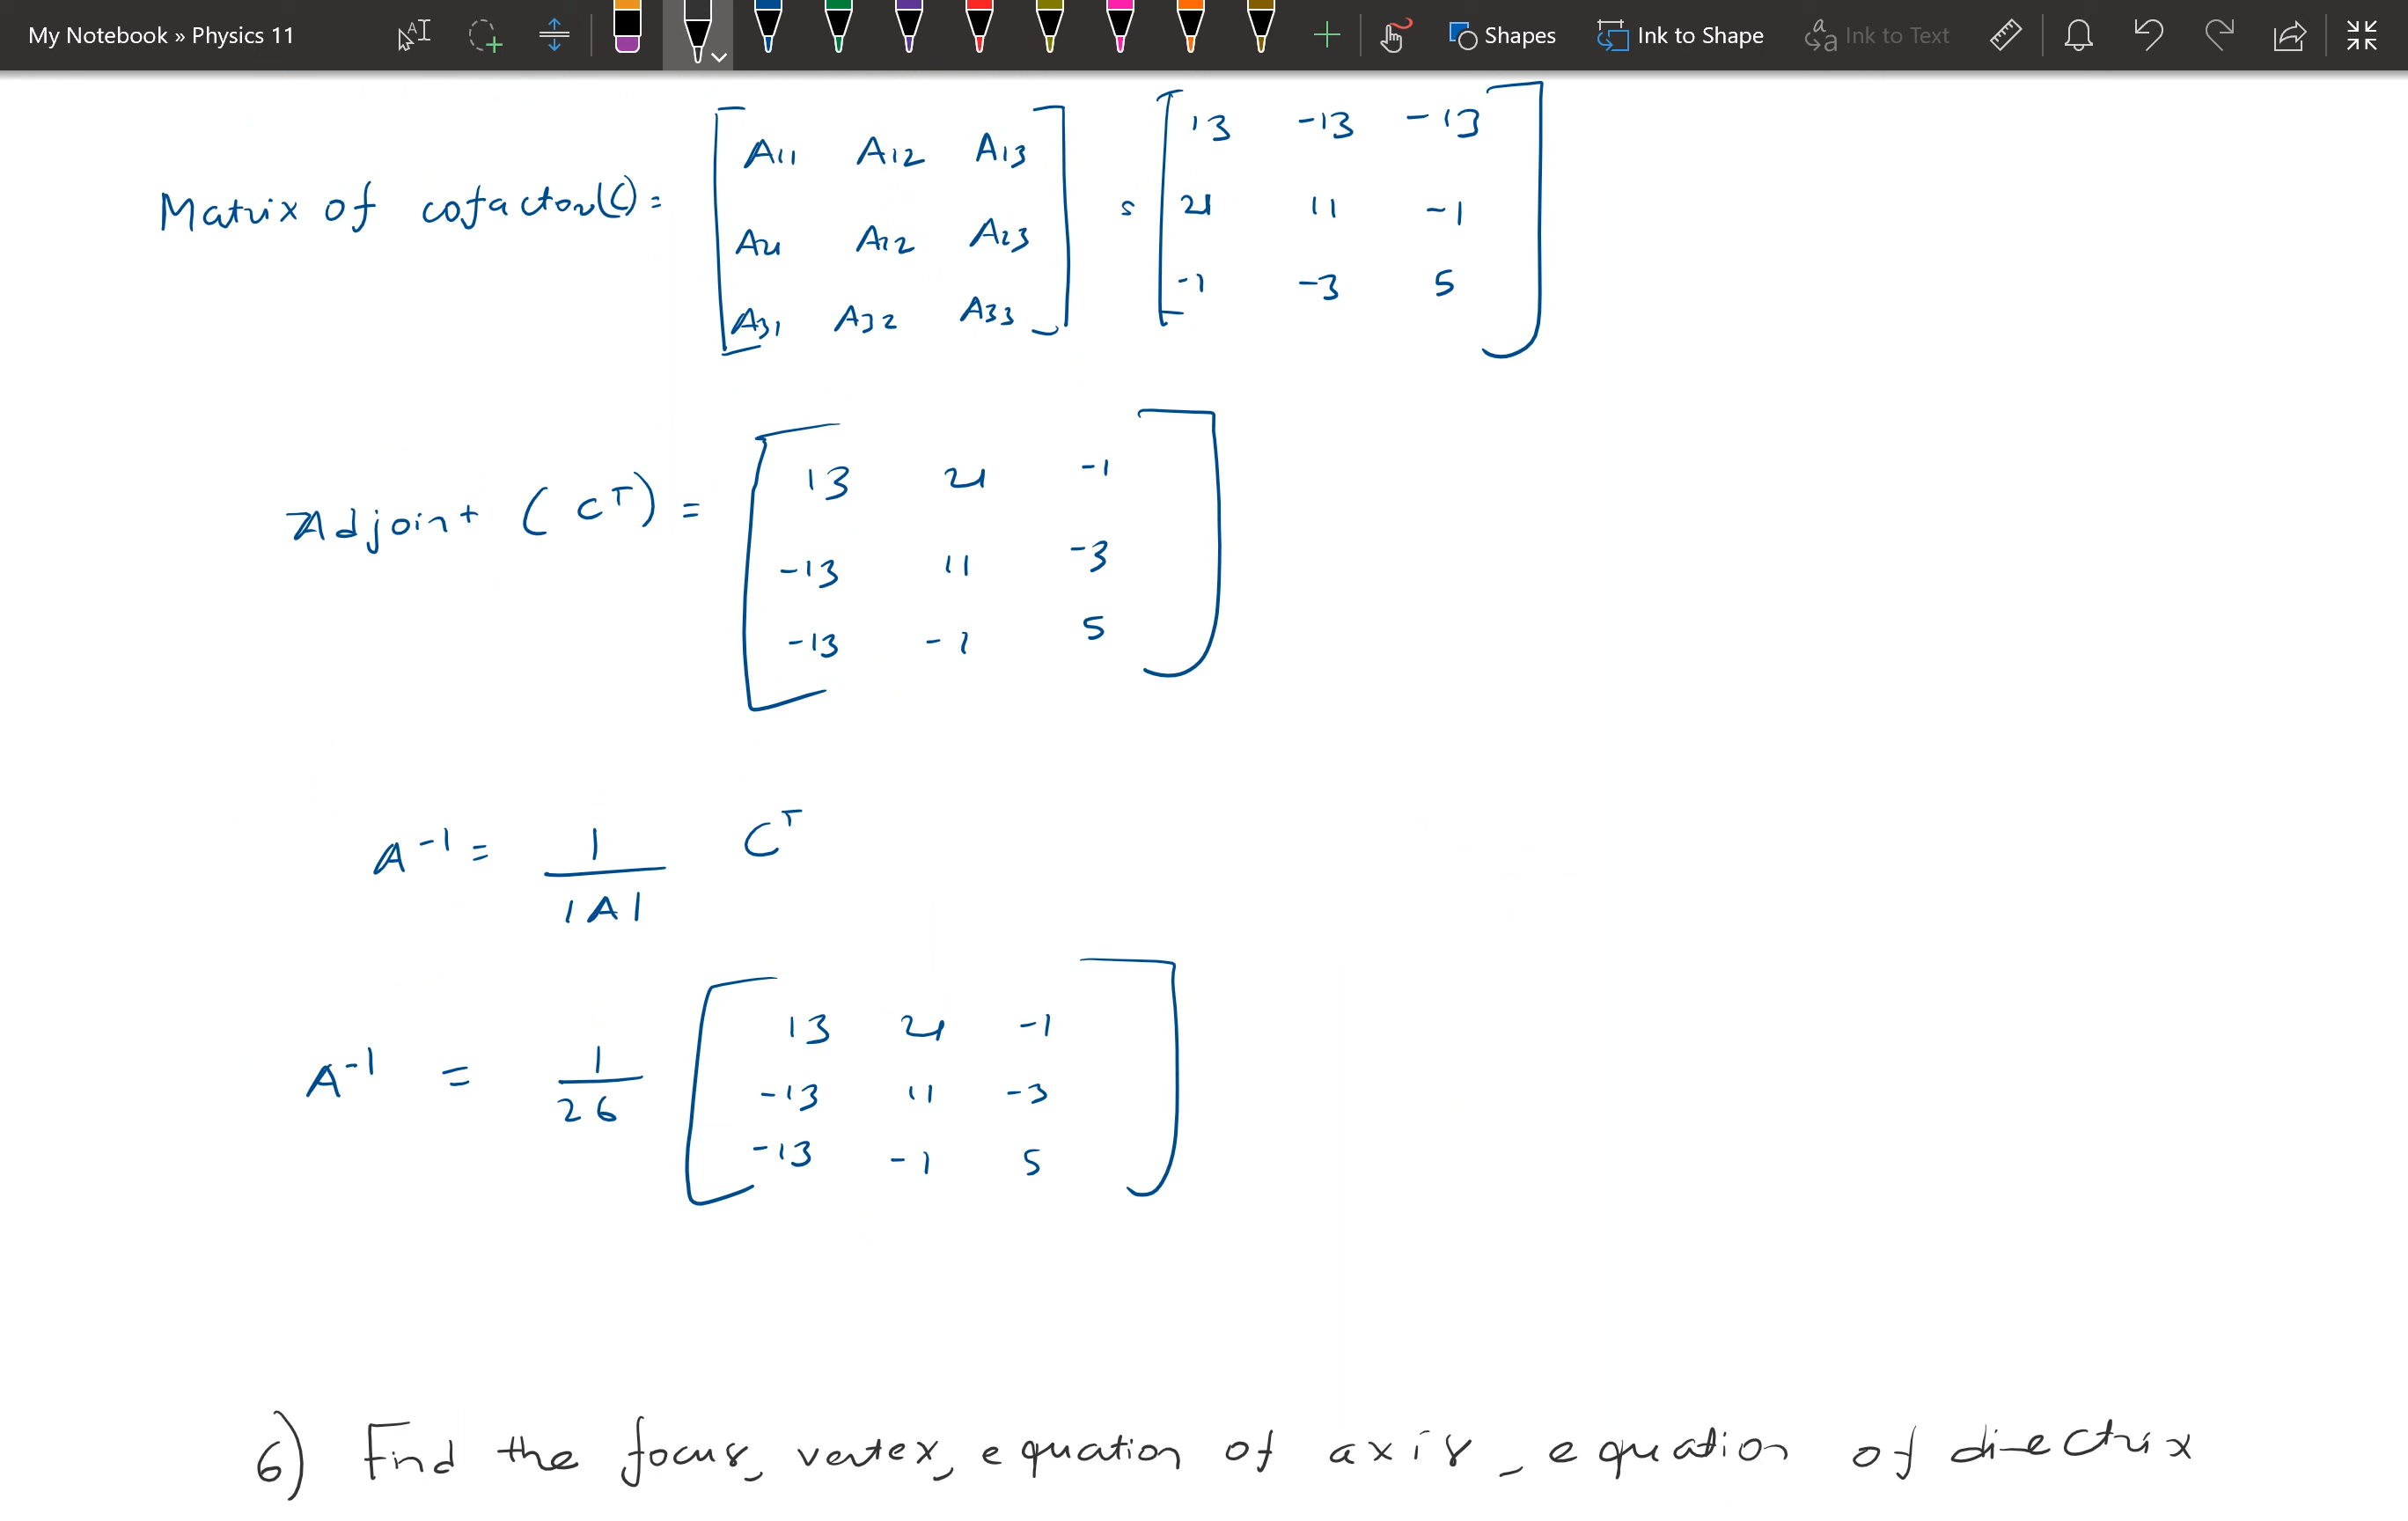 My Notebook » Physics 11 Shapes Ink to Shape Ink to Text
Matrix of cofactor(C) = [ A11 A12 A13 = [ 13 -13 -13
A21 A22 A23 21 11 -1
A31 A32 A33 ] -1 -3 5 ]
Adjoint (C^T) = [ 13 21 -1
-13 11 -3
-13 -1 5 ]
A^-1 = 1/|A| C^T
A^-1 = 1/26 [ 13 21 -1
-13 11 -3
-13 -1 5 ]
6) Find the focus, vertex, equation of axis, equation of directrix